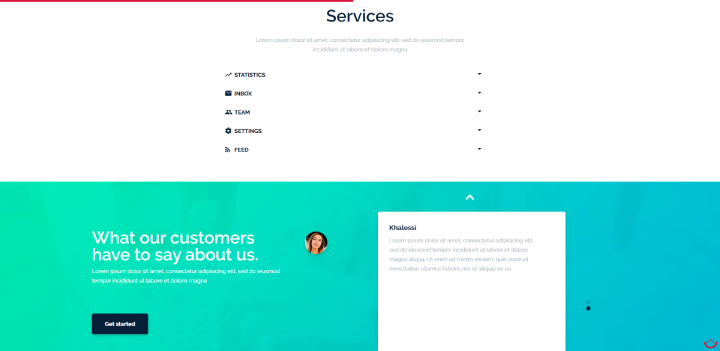 Services
Lorem ipsum dolor sit amet, consectetur adipisicing elit, sed do eiusmod tempor
incididunt ut labore et dolore magna
STATISTICS
INBOX
TEAM
SETTINGS
FEED
What our customers
have to say about us.
Lorem ipsum dolor sit amet, consectetur adipisicing elit, sed do eiusmod
tempor incididunt ut labore et dolore magna
Get started
Khalessi
Lorem ipsum dolor sit amet, consectetur adipisicing elit,
sed do eiusmod tempor incididunt ut labore et dolore
magna aliqua. Ut enim ad minim veniam, quis nostrud
exercitation ullamco laboris nisi ut aliquip ex ea